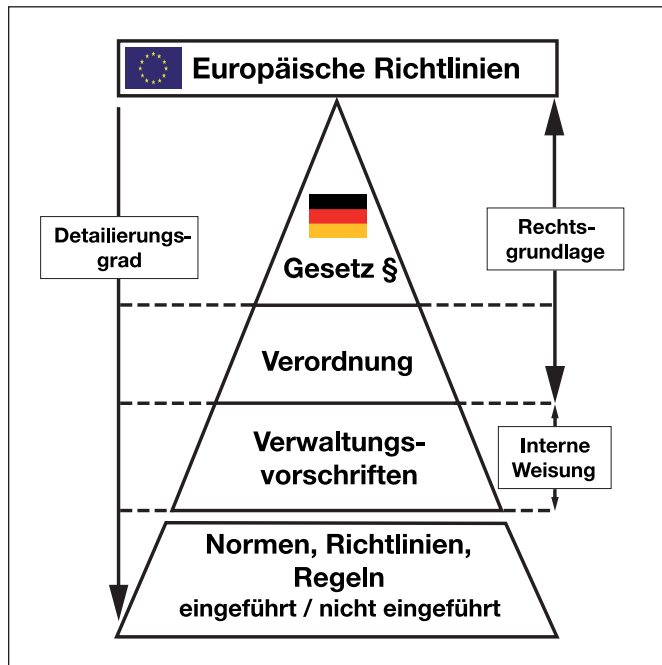 Europäische Richtlinien
Detailierungs-
grad
Rechts-
grundlage
Gesetz §
Verordnung
Verwaltungs-
vorschriften
Interne
Weisung
Normen, Richtlinien,
Regeln
eingeführt / nicht eingeführt